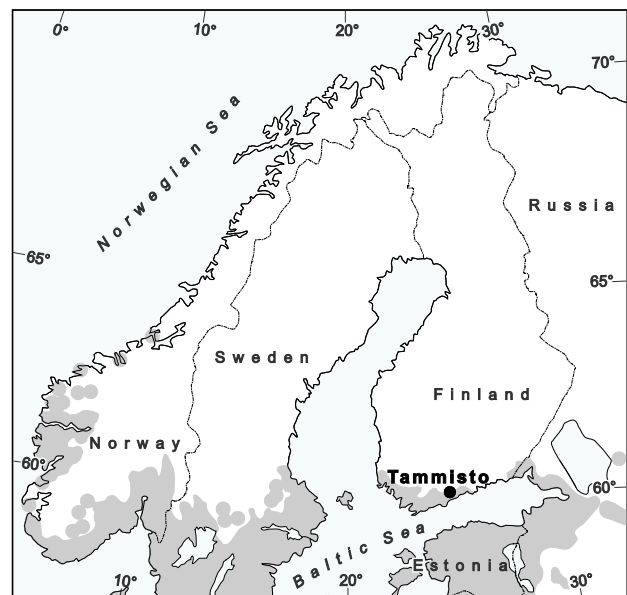 0°
10°
20°
30°
70°
Norwegian Sea
Russia
65°
65°
Sweden
Finland
Norway
60°
Tammisto
60°
Baltic Sea
Estonia
10°
20°
30°